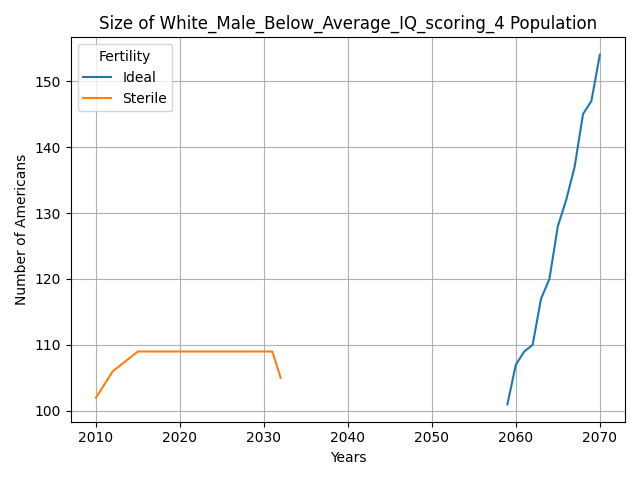 Size of White_Male_Below_Average_IQ_scoring_4 Population
Fertility
Ideal
Sterile
Number of Americans
150
140
130
120
110
100
2010 2020 2030 2040 2050 2060 2070
Years